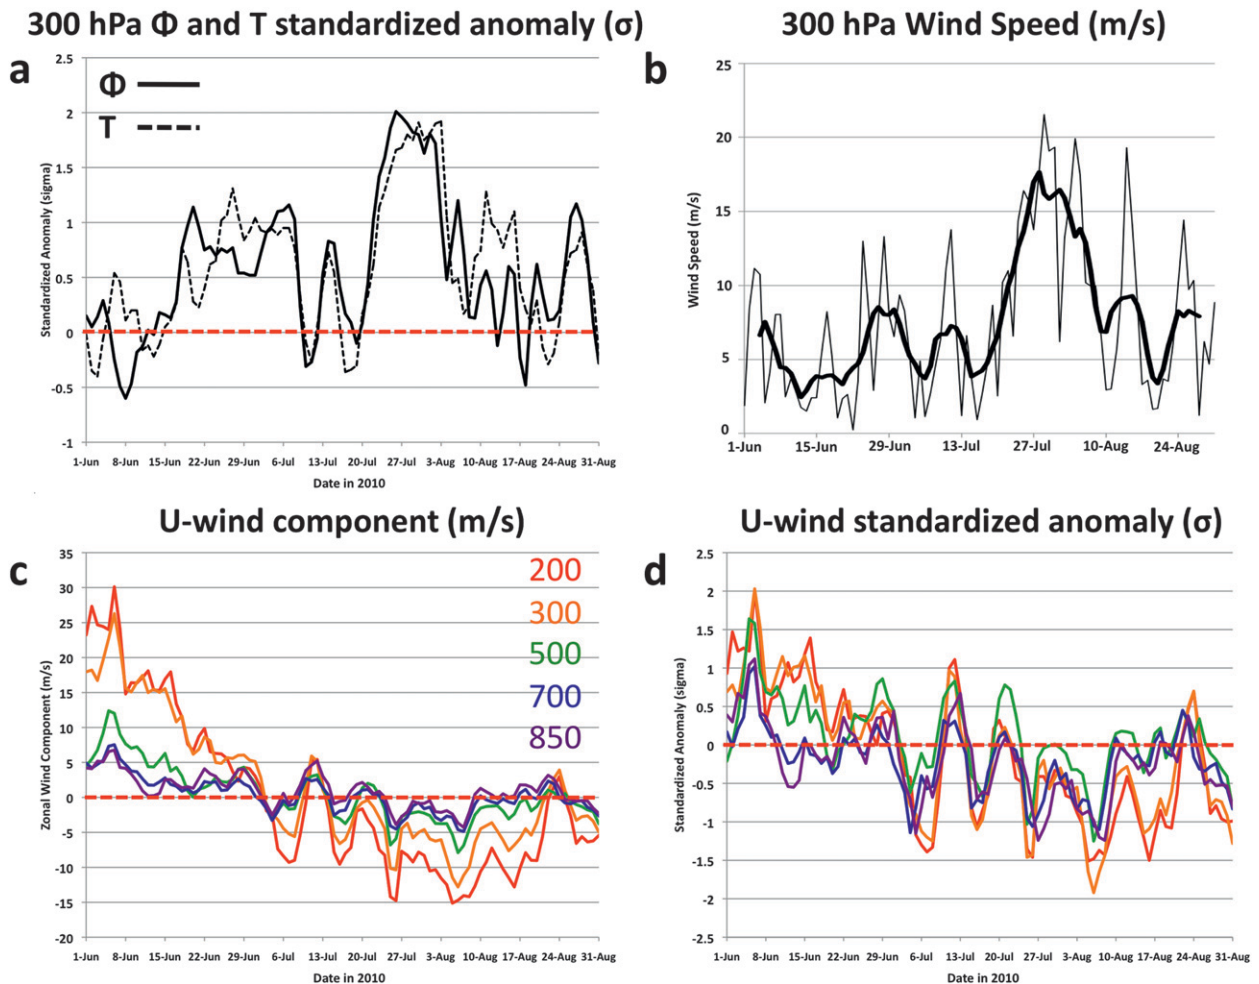 300 hPa Φ and T standardized anomaly (σ)
a
Φ
T
2.5
2
1.5
1
0.5
0
-0.5
-1
Standardized Anomaly (sigma)
1-Jun 8-Jun 15-Jun 22-Jun 29-Jun 6-Jul 13-Jul 20-Jul 27-Jul 3-Aug 10-Aug 17-Aug 24-Aug 31-Aug
Date in 2010
300 hPa Wind Speed (m/s)
b
25
20
15
10
5
0
Wind Speed (m/s)
1-Jun 15-Jun 29-Jun 13-Jul 27-Jul 10-Aug 24-Aug
U-wind component (m/s)
c
200
300
500
700
850
35
30
25
20
15
10
5
0
-5
-10
-15
-20
Zonal Wind Component (m/s)
1-Jun 8-Jun 15-Jun 22-Jun 29-Jun 6-Jul 13-Jul 20-Jul 27-Jul 3-Aug 10-Aug 17-Aug 24-Aug 31-Aug
Date in 2010
U-wind standardized anomaly (σ)
d
2.5
2
1.5
1
0.5
0
-0.5
-1
-1.5
-2
-2.5
Standardized Anomaly (sigma)
1-Jun 8-Jun 15-Jun 22-Jun 29-Jun 6-Jul 13-Jul 20-Jul 27-Jul 3-Aug 10-Aug 17-Aug 24-Aug 31-Aug
Date in 2010